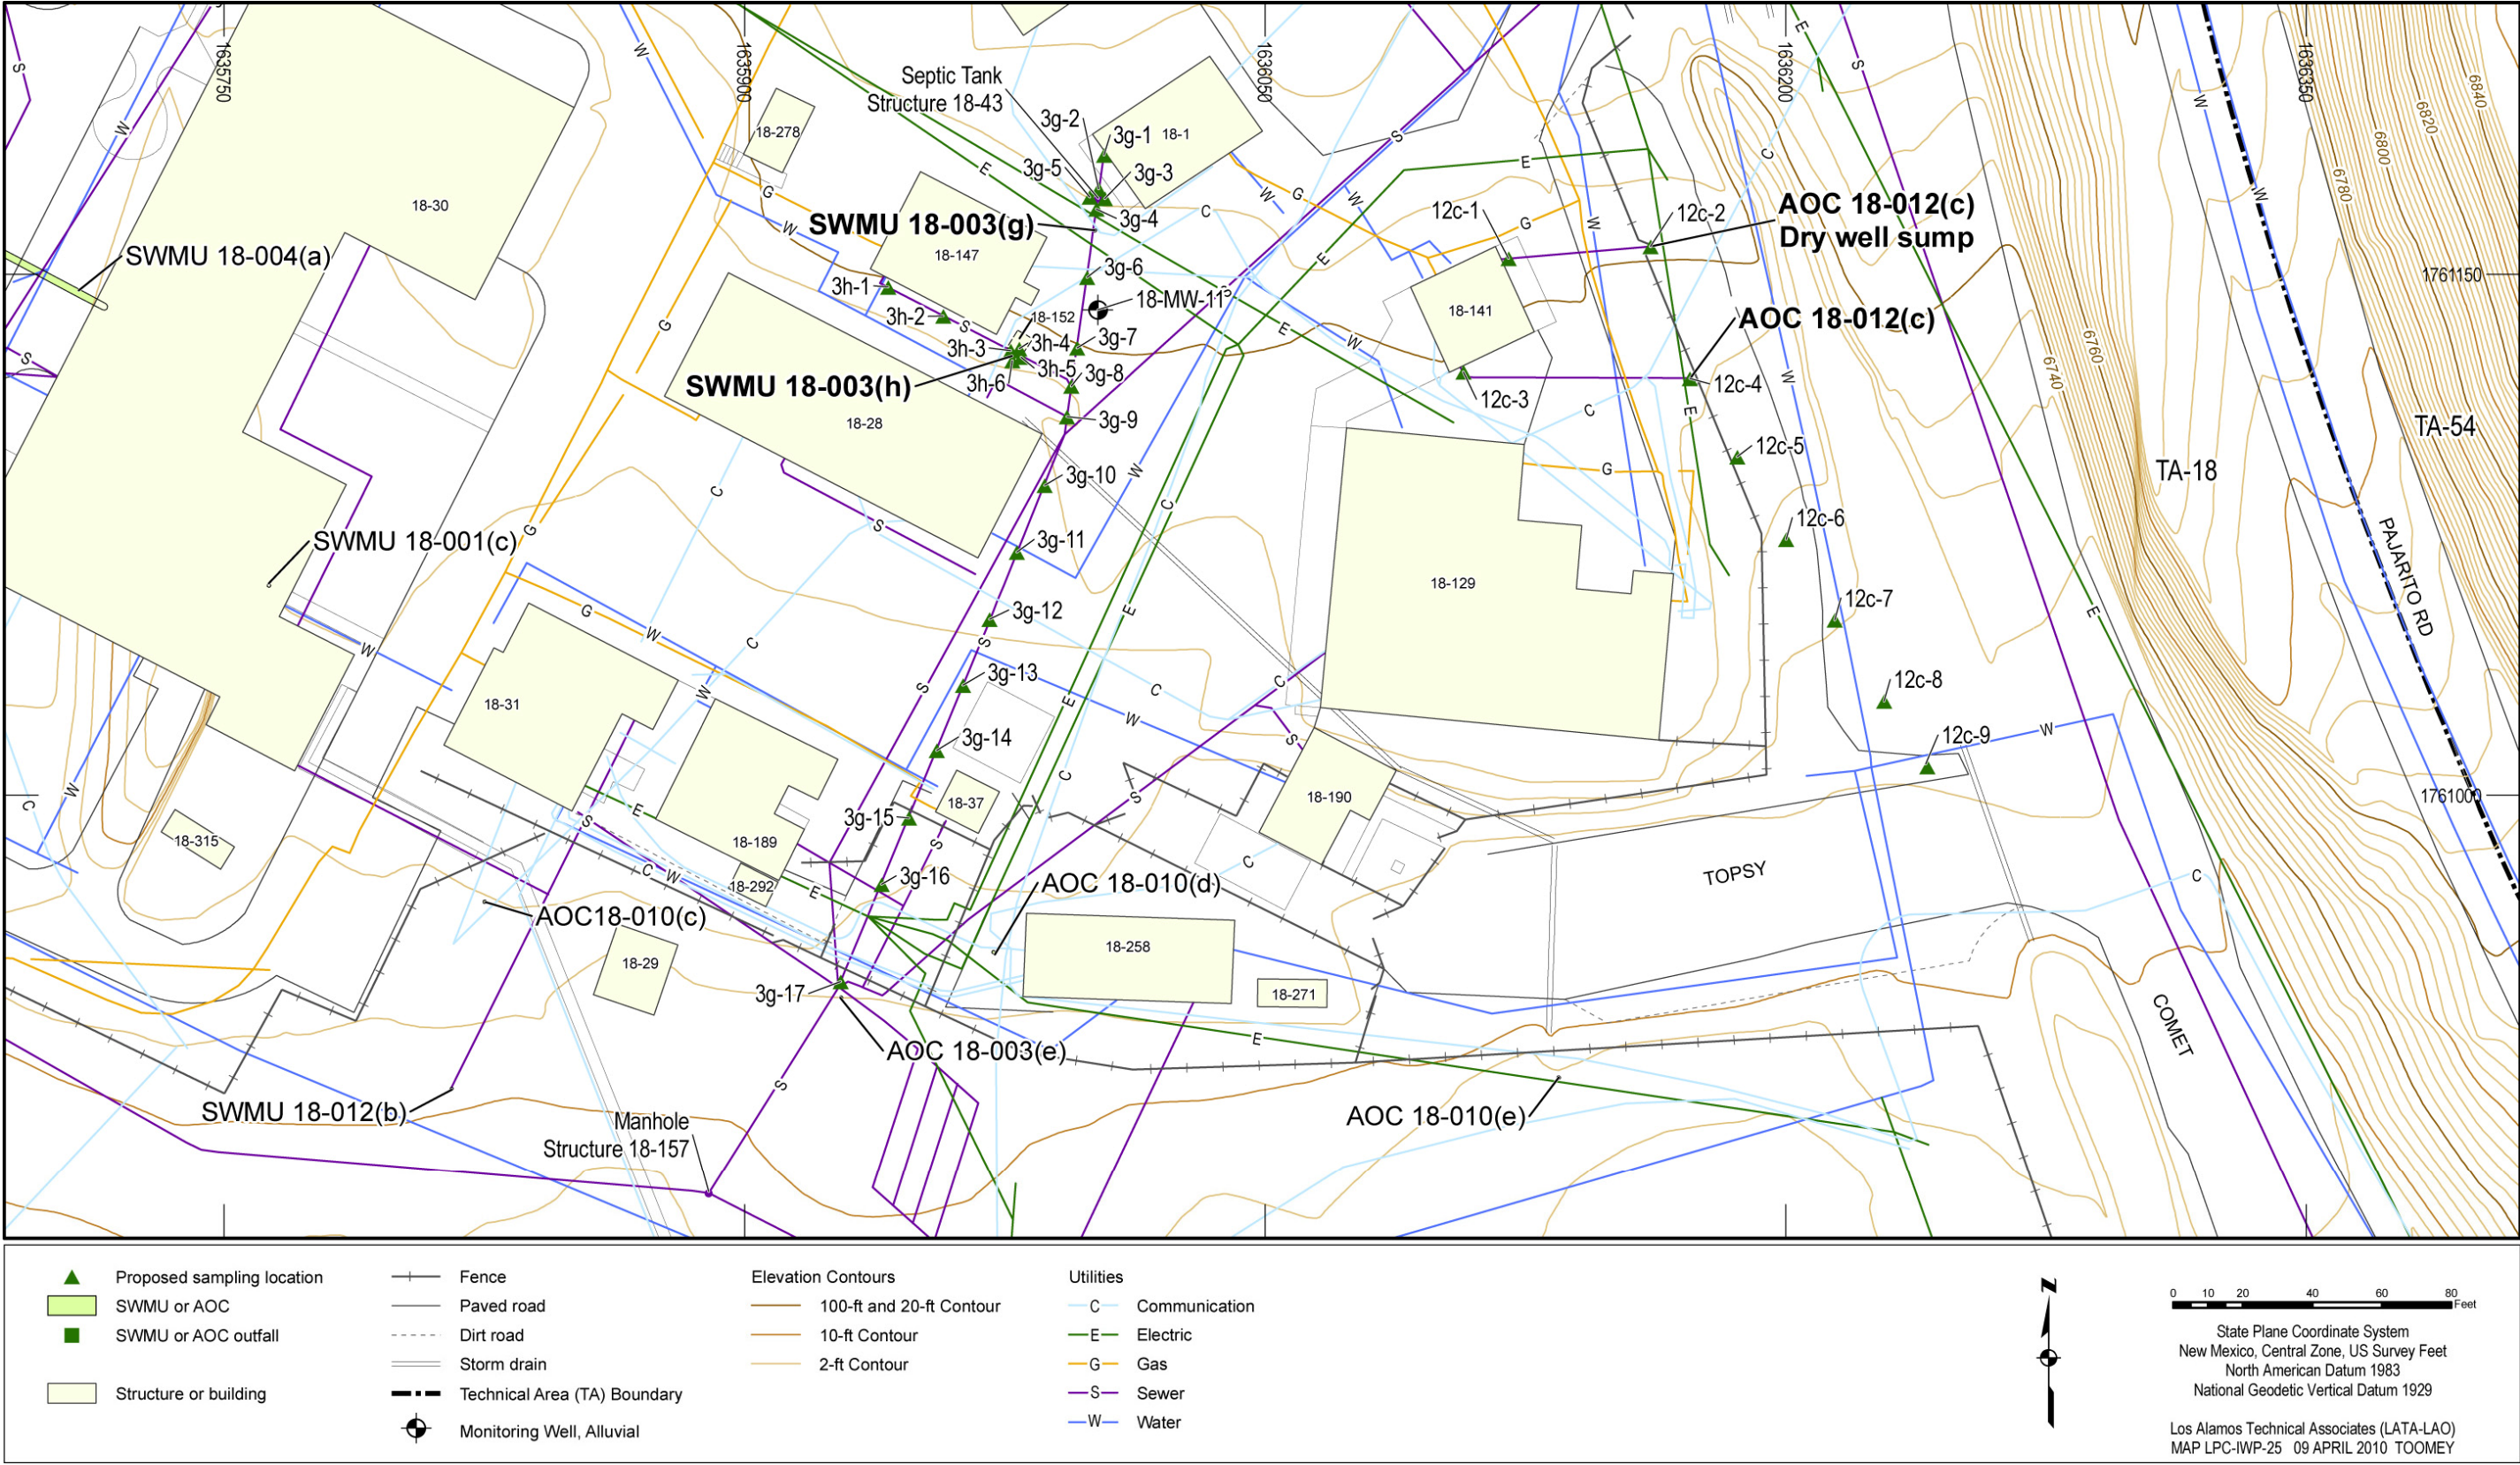 1635750
1635900
1636050
1636200
1636350
1761150
1761000
6840
6820
6800
6780
6760
6740
Septic Tank
Structure 18-43
18-278
18-1
18-30
18-147
18-152
18-28
18-141
18-129
18-31
18-189
18-292
18-37
18-190
18-315
18-29
18-258
18-271
3g-1
3g-2
3g-3
3g-4
3g-5
3g-6
3g-7
3g-8
3g-9
3g-10
3g-11
3g-12
3g-13
3g-14
3g-15
3g-16
3g-17
3h-1
3h-2
3h-3
3h-4
3h-5
3h-6
18-MW-11
12c-1
12c-2
12c-3
12c-4
12c-5
12c-6
12c-7
12c-8
12c-9
SWMU 18-003(g)
SWMU 18-003(h)
AOC 18-012(c)
Dry well sump
AOC 18-012(c)
SWMU 18-004(a)
SWMU 18-001(c)
AOC18-010(c)
AOC 18-010(d)
AOC 18-003(e)
AOC 18-010(e)
SWMU 18-012(b)
Manhole
Structure 18-157
TA-18
TA-54
PAJARITO RD
TOPSY
COMET
Proposed sampling location
SWMU or AOC
SWMU or AOC outfall
Structure or building
Fence
Paved road
Dirt road
Storm drain
Technical Area (TA) Boundary
Monitoring Well, Alluvial
Elevation Contours
100-ft and 20-ft Contour
10-ft Contour
2-ft Contour
Utilities
C Communication
E Electric
G Gas
S Sewer
W Water
N
0 10 20 40 60 80
Feet
State Plane Coordinate System
New Mexico, Central Zone, US Survey Feet
North American Datum 1983
National Geodetic Vertical Datum 1929
Los Alamos Technical Associates (LATA-LAO)
MAP LPC-IWP-25 09 APRIL 2010 TOOMEY